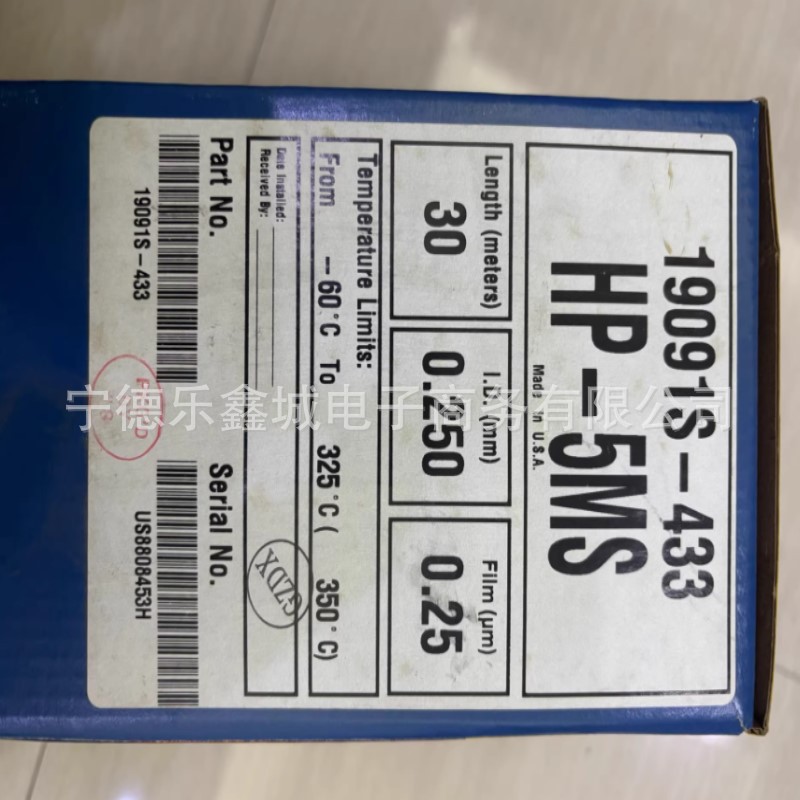 19091S-433
HP-5MS
Made in U.S.A.
Length (meters)
30
I.D. (mm)
0.250
Film (μm)
0.25
Temperature Limits:
From -60°C To 325°C ( 350°C)
Date Installed:
Received By:
GZDX
Part No.
19091S-433
Serial No.
US8808453H
宁德乐鑫城电子商务有限公司